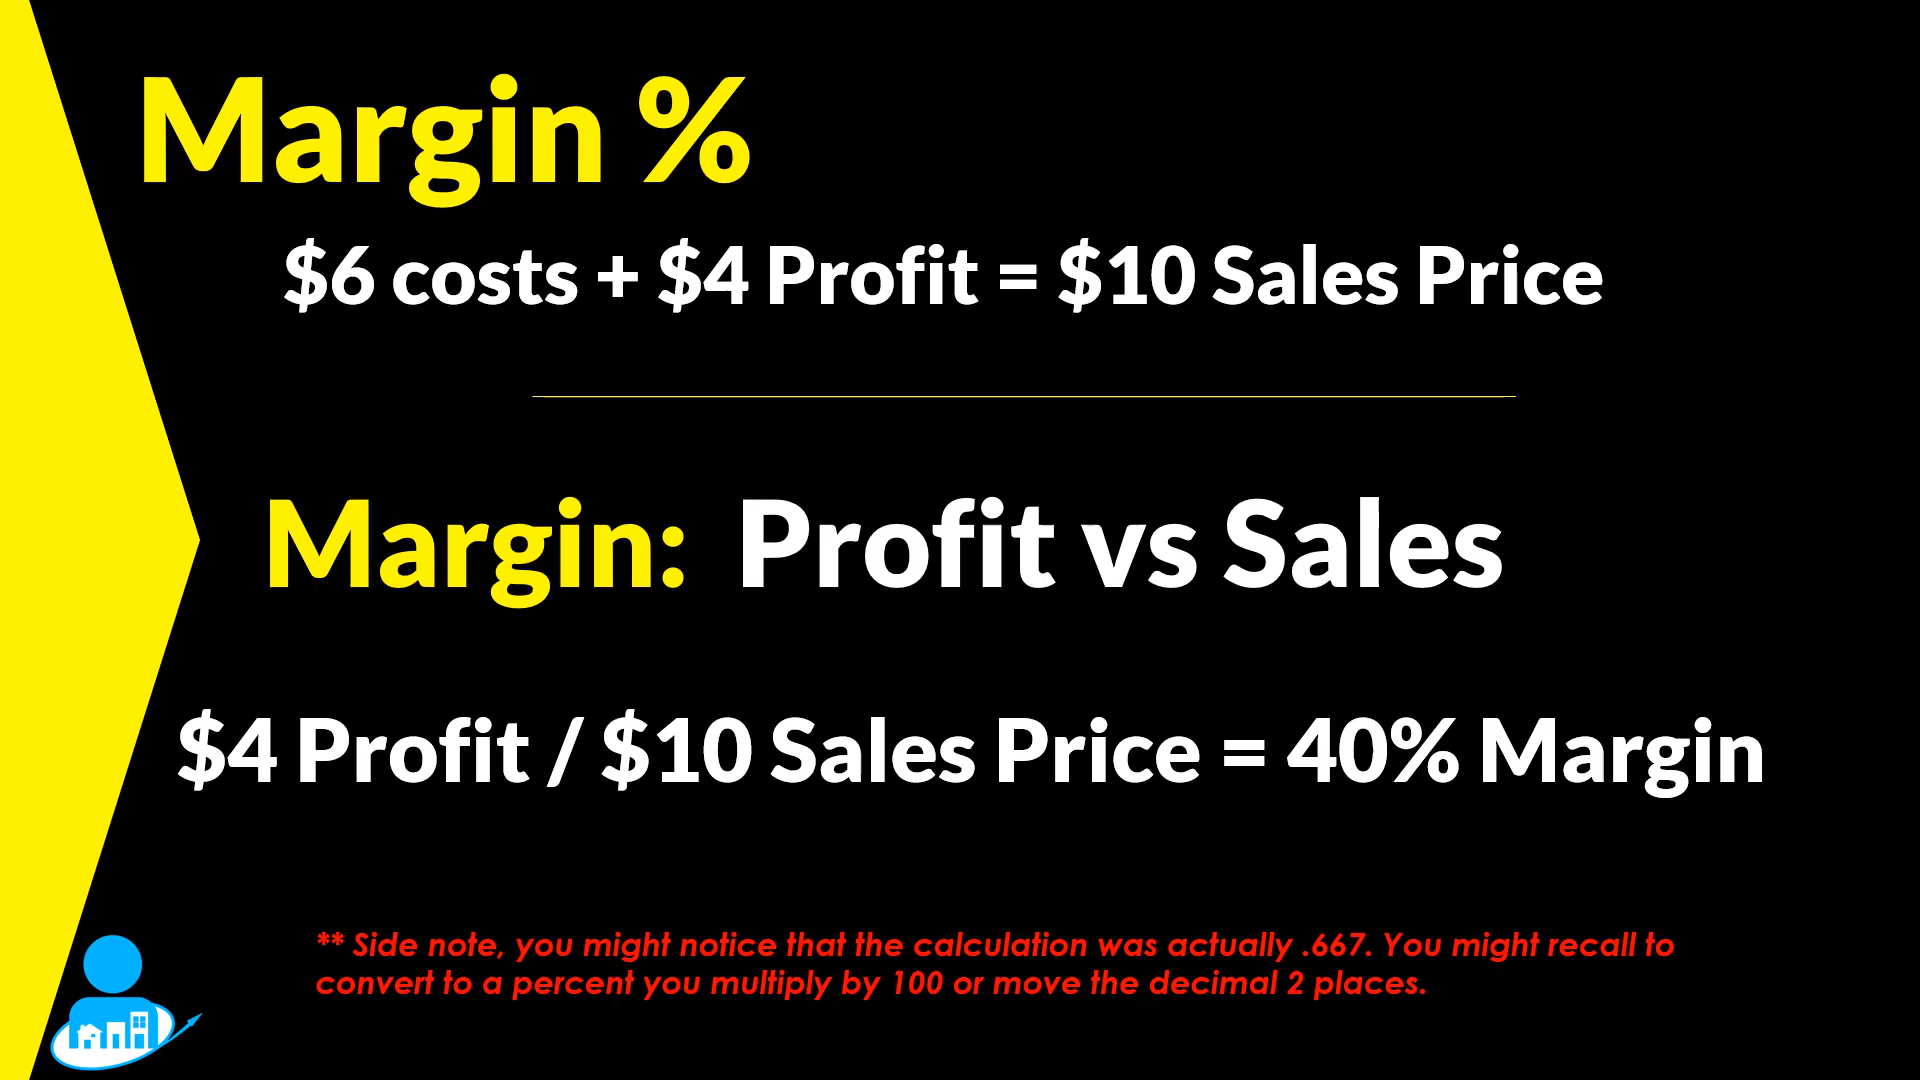 Margin %
$6 costs + $4 Profit = $10 Sales Price
Margin: Profit vs Sales
$4 Profit / $10 Sales Price = 40% Margin
** Side note, you might notice that the calculation was actually .667. You might recall to
convert to a percent you multiply by 100 or move the decimal 2 places.